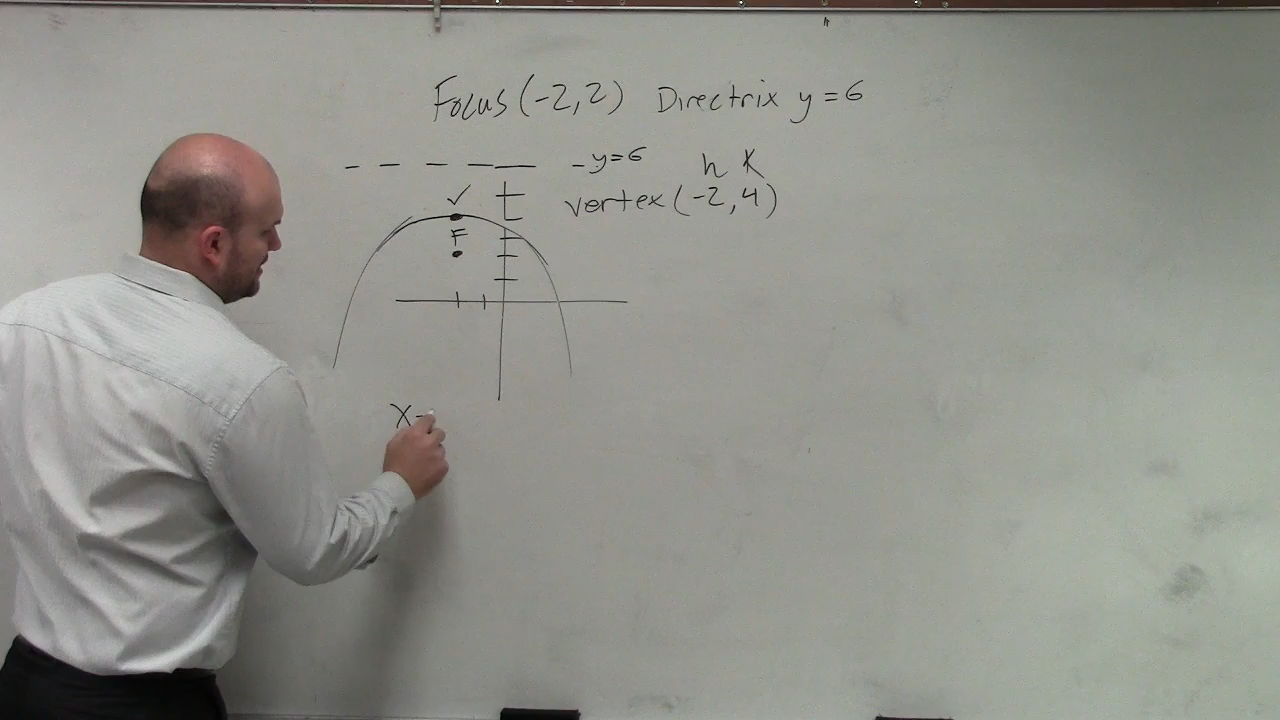 Focus (-2,2) Directrix y=6
y=6 h K
✓ vertex (-2,4)
F
X-